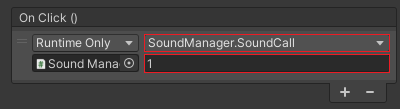 On Click ()
Runtime Only SoundManager.SoundCall
Sound Mana 1